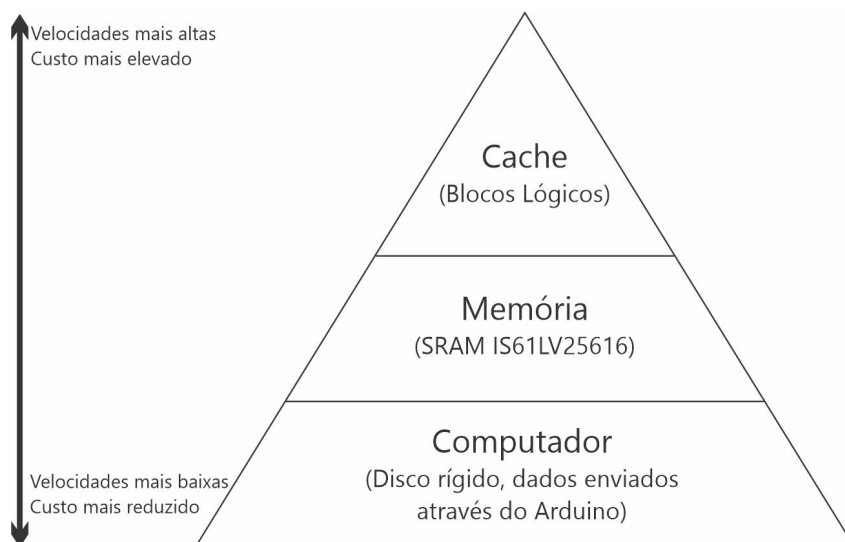 Velocidades mais altas
Custo mais elevado
Cache
(Blocos Lógicos)
Memória
(SRAM IS61LV25616)
Computador
(Disco rígido, dados enviados
através do Arduino)
Velocidades mais baixas
Custo mais reduzido